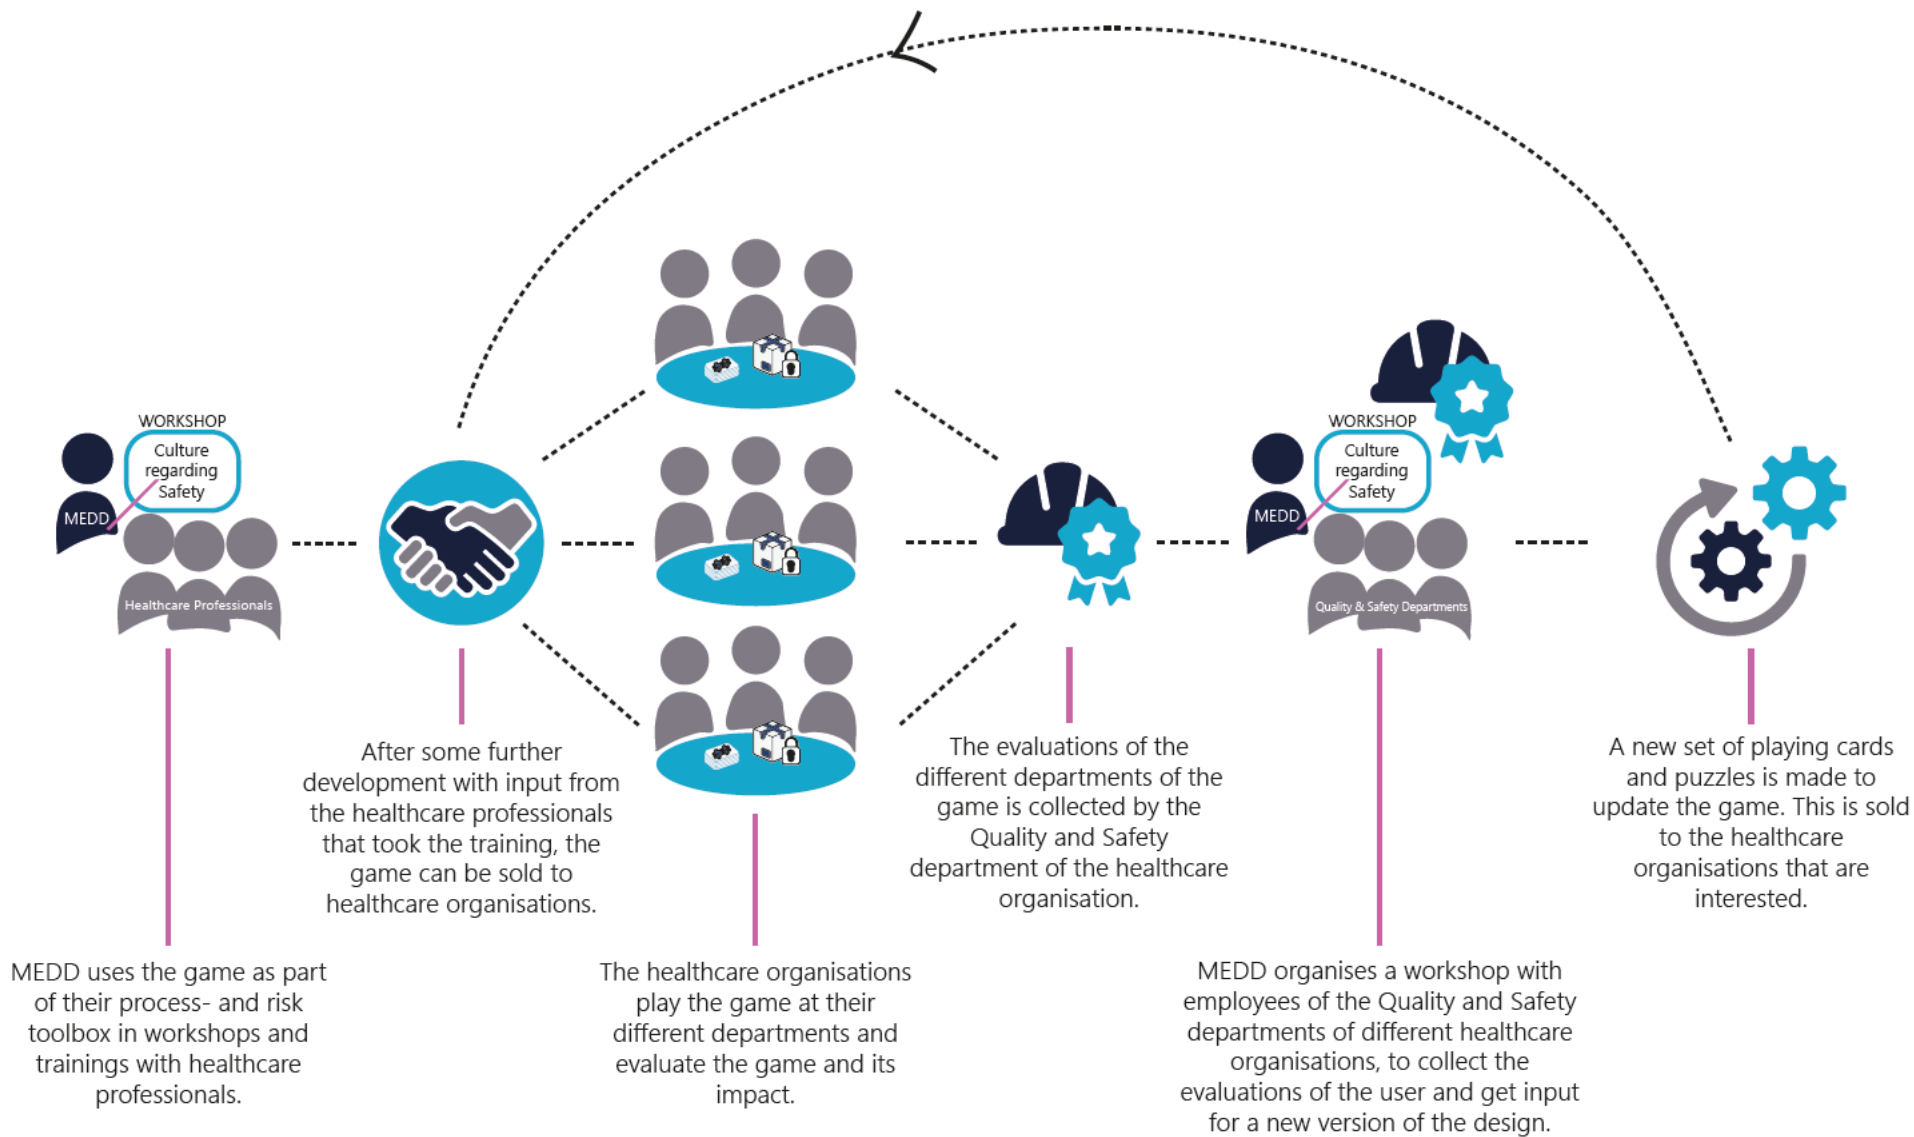 WORKSHOP
Culture
regarding
Safety
MEDD
Healthcare Professionals
WORKSHOP
Culture
regarding
Safety
MEDD
Quality & Safety Departments
MEDD uses the game as part
of their process- and risk
toolbox in workshops and
trainings with healthcare
professionals.
After some further
development with input from
the healthcare professionals
that took the training, the
game can be sold to
healthcare organisations.
The healthcare organisations
play the game at their
different departments and
evaluate the game and its
impact.
The evaluations of the
different departments of the
game is collected by the
Quality and Safety
department of the healthcare
organisation.
MEDD organises a workshop with
employees of the Quality and Safety
departments of different healthcare
organisations, to collect the
evaluations of the user and get input
for a new version of the design.
A new set of playing cards
and puzzles is made to
update the game. This is sold
to the healthcare
organisations that are
interested.